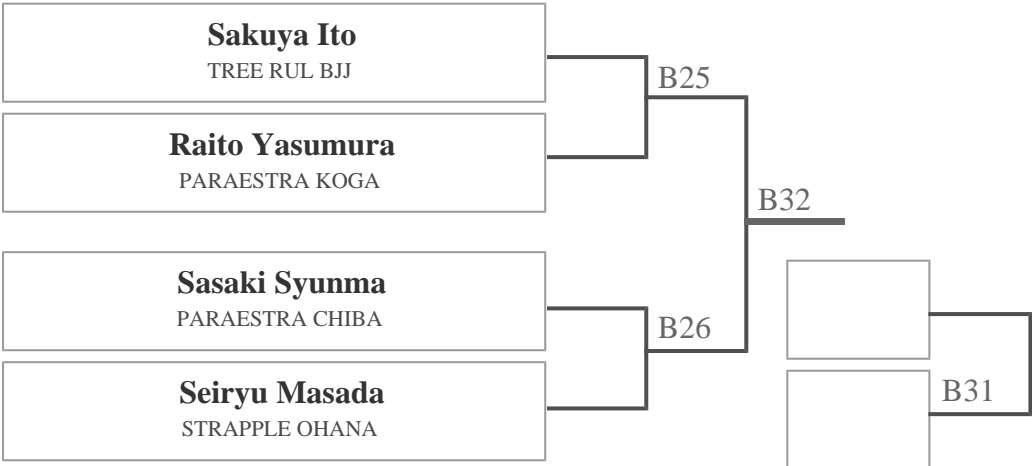 Sakuya Ito
TREE RUL BJJ
B25
Raito Yasumura
PARAESTRA KOGA
B32
Sasaki Syunma
PARAESTRA CHIBA
B26
Seiryu Masada
STRAPPLE OHANA
B31